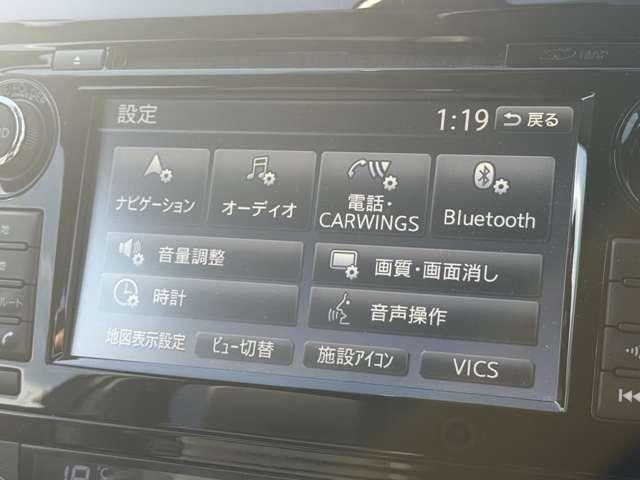 設定
1:19
戻る
ナビゲーション
オーディオ
電話・
CARWINGS
Bluetooth
音量調整
画質・画面消し
時計
音声操作
地図表示設定
ビュー切替
施設アイコン
VICS
18 ℃